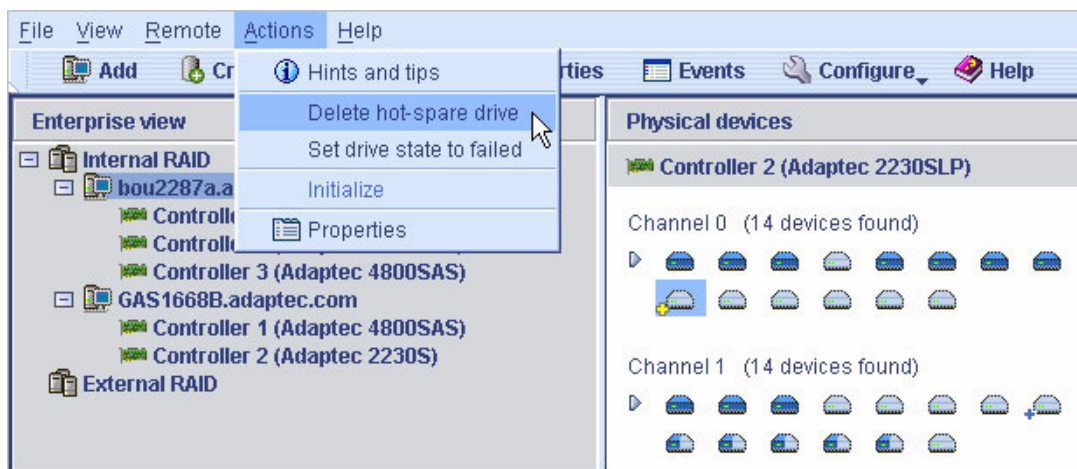 File View Remote Actions Help
Add Cr rties Events Configure Help
Hints and tips
Delete hot-spare drive
Set drive state to failed
Initialize
Properties
Enterprise view
Internal RAID
bou2287a.a
Controlle
Controlle
Controller 3 (Adaptec 4800SAS)
GAS1668B.adaptec.com
Controller 1 (Adaptec 4800SAS)
Controller 2 (Adaptec 2230S)
External RAID
Physical devices
Controller 2 (Adaptec 2230SLP)
Channel 0 (14 devices found)
Channel 1 (14 devices found)